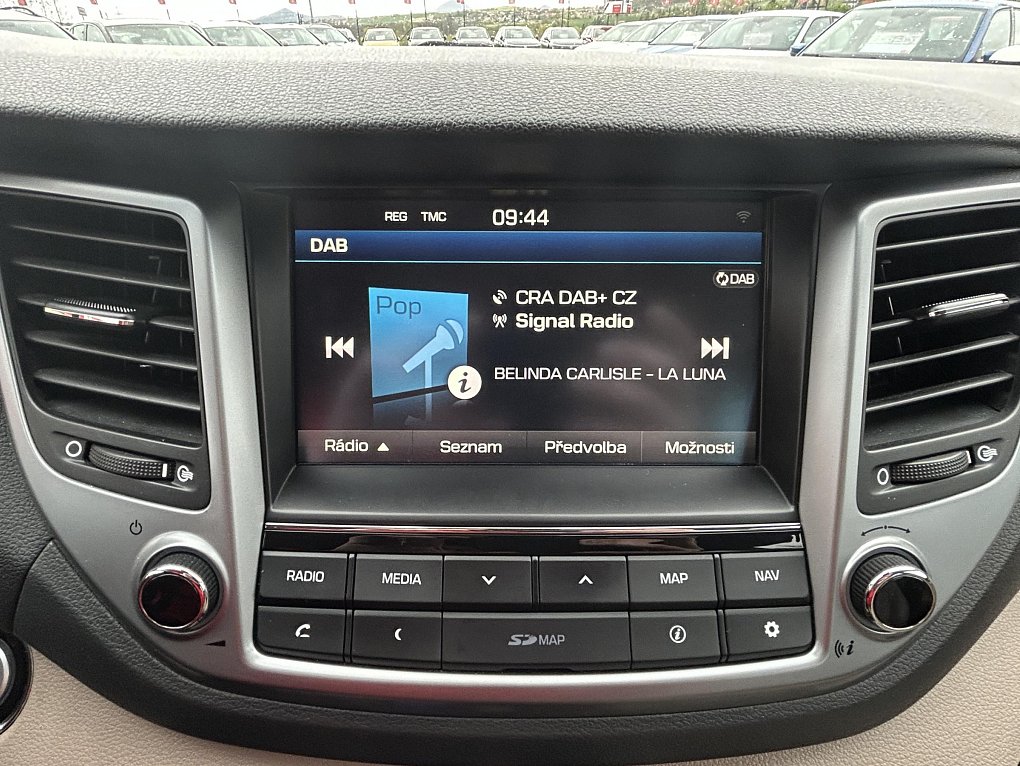 REG TMC 09:44
DAB
DAB
Pop
CRA DAB+ CZ
Signal Radio
i
BELINDA CARLISLE - LA LUNA
Rádio Seznam Předvolba Možnosti
RADIO MEDIA MAP NAV
SD MAP i
i